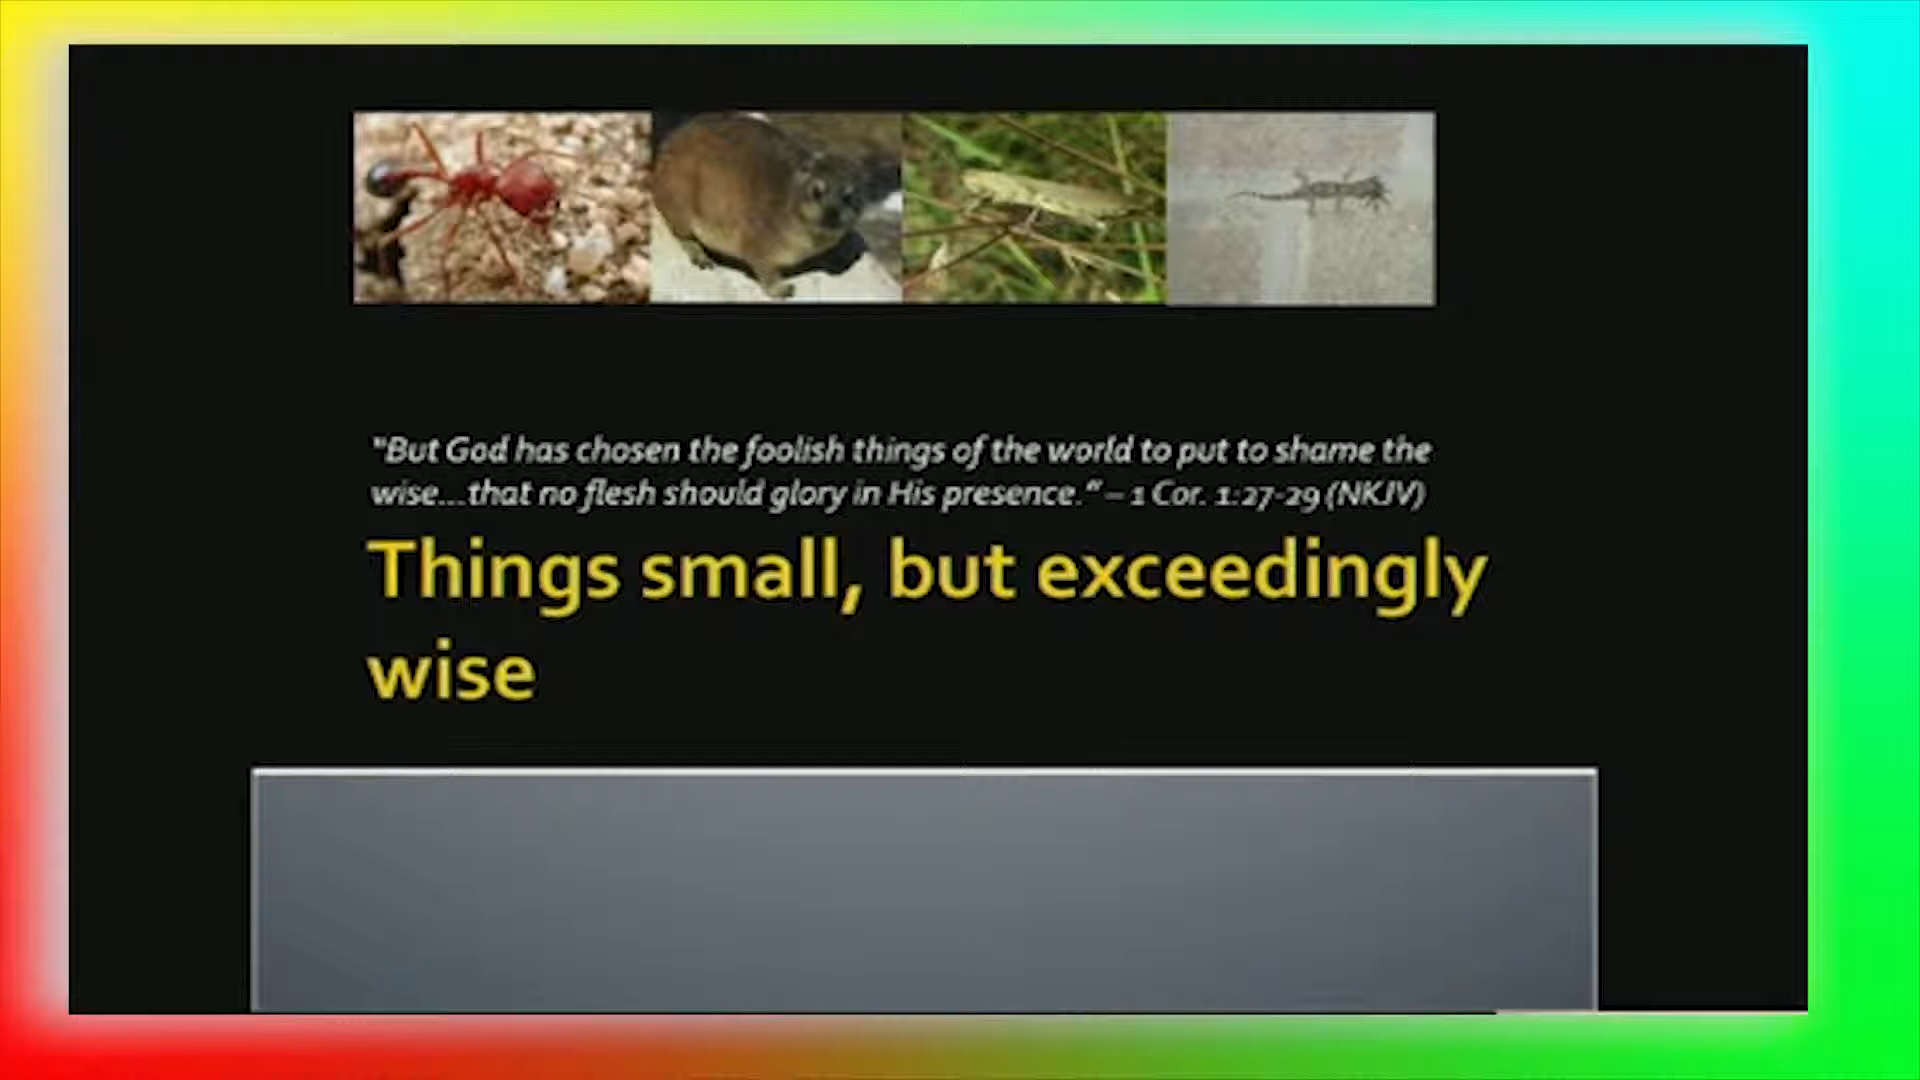 "But God has chosen the foolish things of the world to put to shame the
wise...that no flesh should glory in His presence." – 1 Cor. 1:27-29 (NKJV)
Things small, but exceedingly
wise